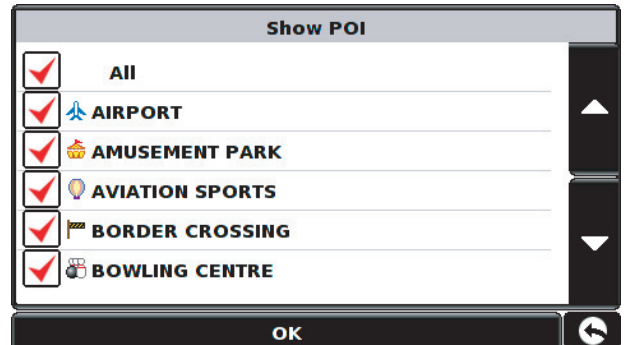 Show POI
All
AIRPORT
AMUSEMENT PARK
AVIATION SPORTS
BORDER CROSSING
BOWLING CENTRE
OK